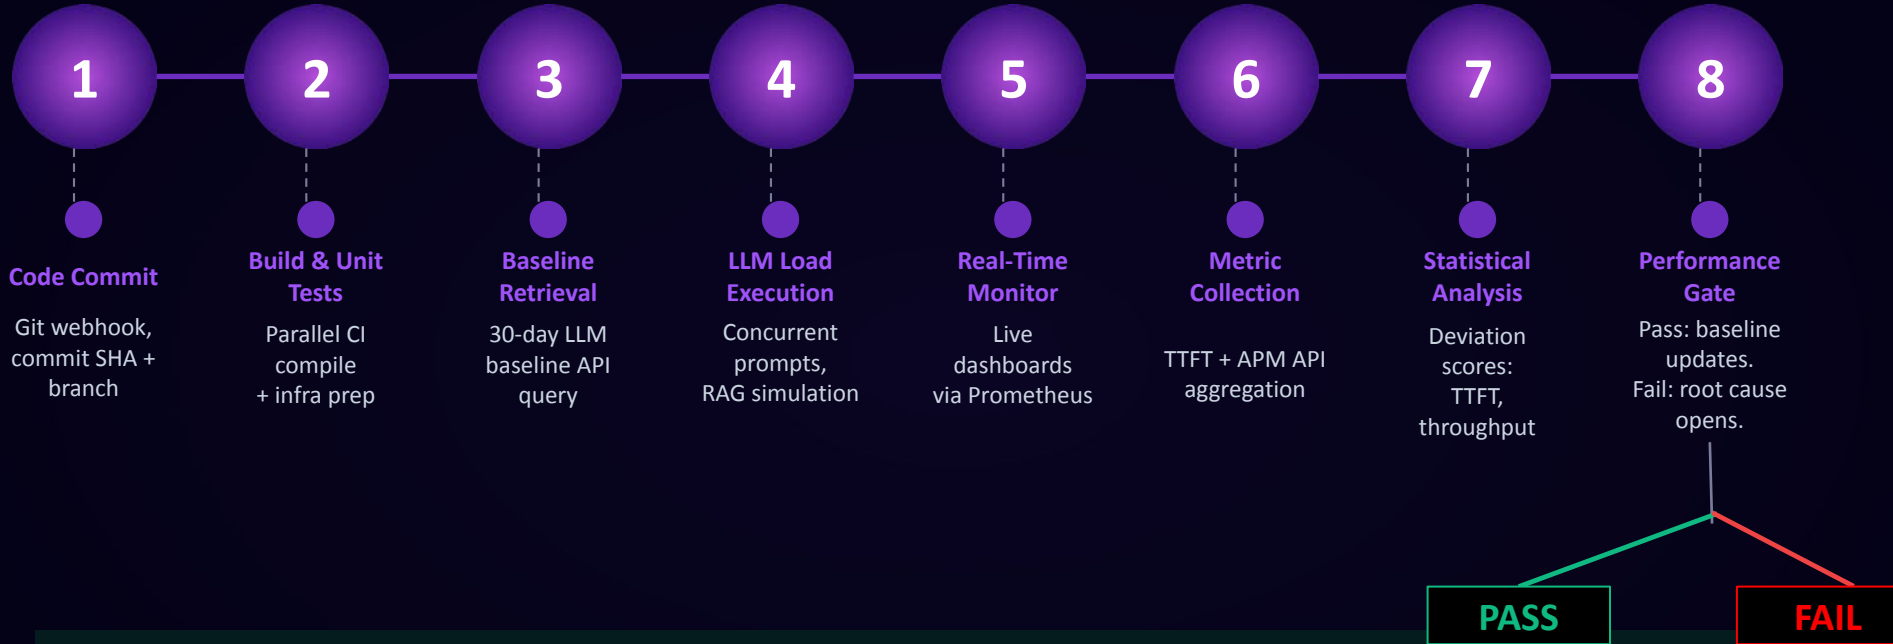 1
2
3
4
5
6
7
8
Code Commit
Git webhook,
commit SHA +
branch
Build & Unit
Tests
Parallel CI
compile
+ infra prep
Baseline
Retrieval
30-day LLM
baseline API
query
LLM Load
Execution
Concurrent
prompts,
RAG simulation
Real-Time
Monitor
Live
dashboards
via Prometheus
Metric
Collection
TTFT + APM API
aggregation
Statistical
Analysis
Deviation
scores:
TTFT,
throughput
Performance
Gate
Pass: baseline
updates.
Fail: root cause
opens.
PASS
FAIL